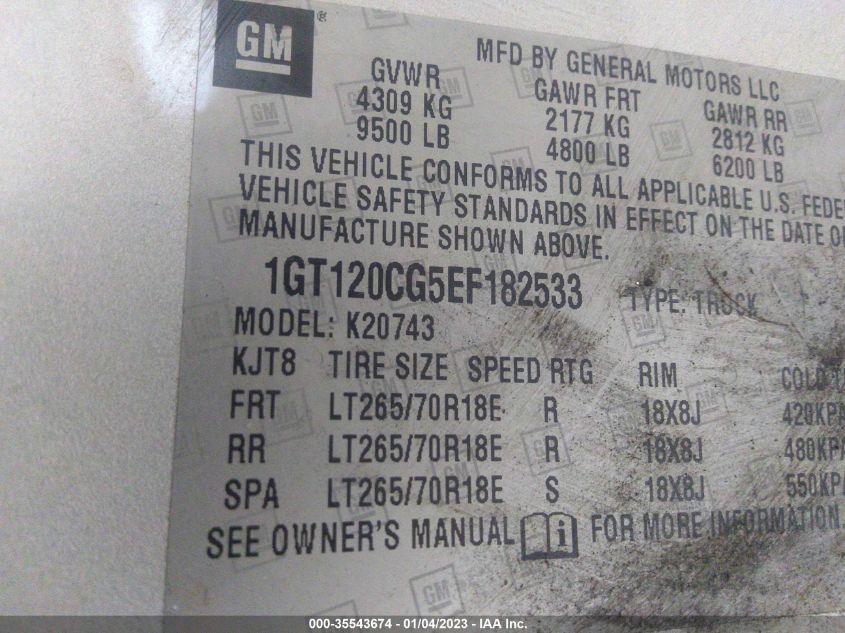 GM ®
MFD BY GENERAL MOTORS LLC
GVWR GAWR FRT GAWR RR
4309 KG 2177 KG 2812 KG
9500 LB 4800 LB 6200 LB
THIS VEHICLE CONFORMS TO ALL APPLICABLE U.S. FEDE
VEHICLE SAFETY STANDARDS IN EFFECT ON THE DATE O
MANUFACTURE SHOWN ABOVE.
1GT120CG5EF182533 TYPE: TRUCK
MODEL: K20743
KJT8 TIRE SIZE SPEED RTG RIM COLD
FRT LT265/70R18E R 18X8J 420KPA
RR LT265/70R18E R 18X8J 480KPA
SPA LT265/70R18E S 18X8J 550KPA
SEE OWNER'S MANUAL i FOR MORE INFORMATION.
000-35543674 - 01/04/2023 - IAA Inc.